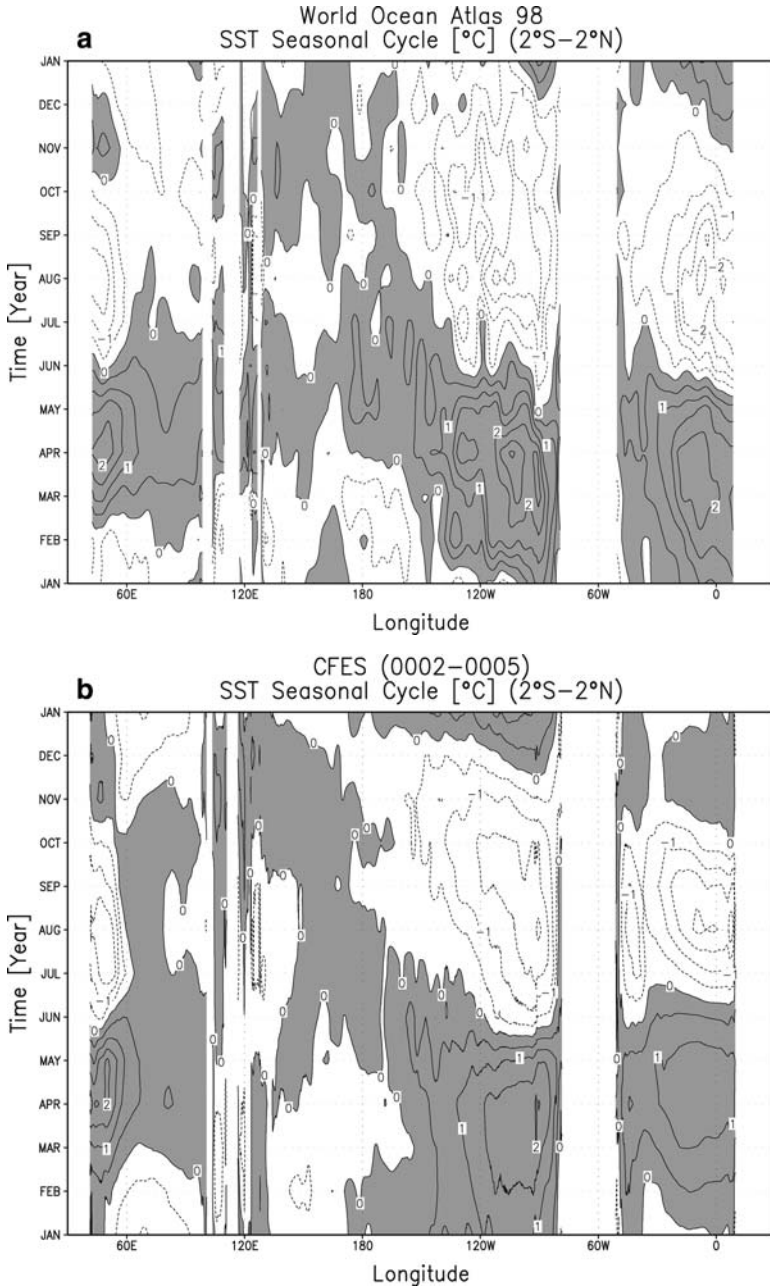 World Ocean Atlas 98
a
SST Seasonal Cycle [°C] (2°S–2°N)
JAN
DEC
NOV
OCT
SEP
AUG
JUL
JUN
MAY
APR
MAR
FEB
JAN
Time [Year]
60E
120E
180
120W
60W
0
Longitude
CFES (0002–0005)
b
SST Seasonal Cycle [°C] (2°S–2°N)
JAN
DEC
NOV
OCT
SEP
AUG
JUL
JUN
MAY
APR
MAR
FEB
JAN
Time [Year]
60E
120E
180
120W
60W
0
Longitude